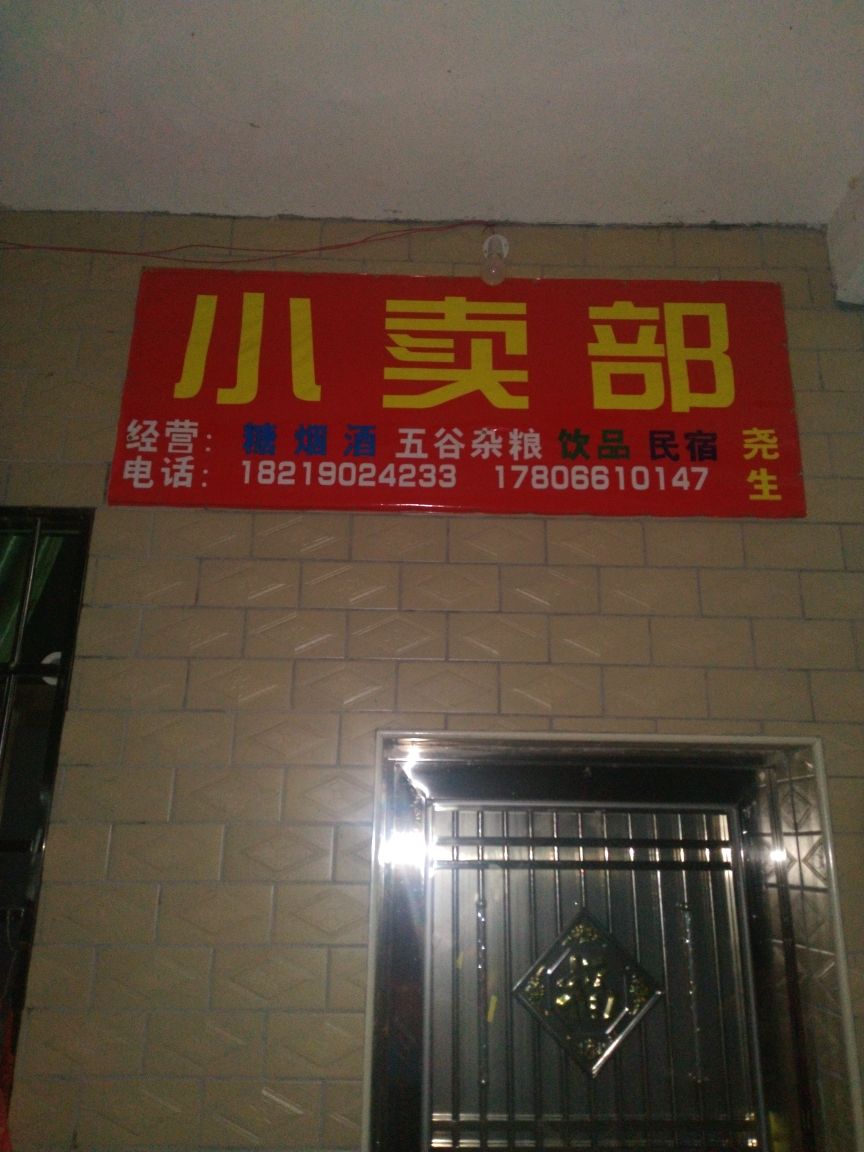 小卖部
经营：糖 烟 酒 五谷杂粮 饮品 民宿
电话：18219024233 17806610147
尧生